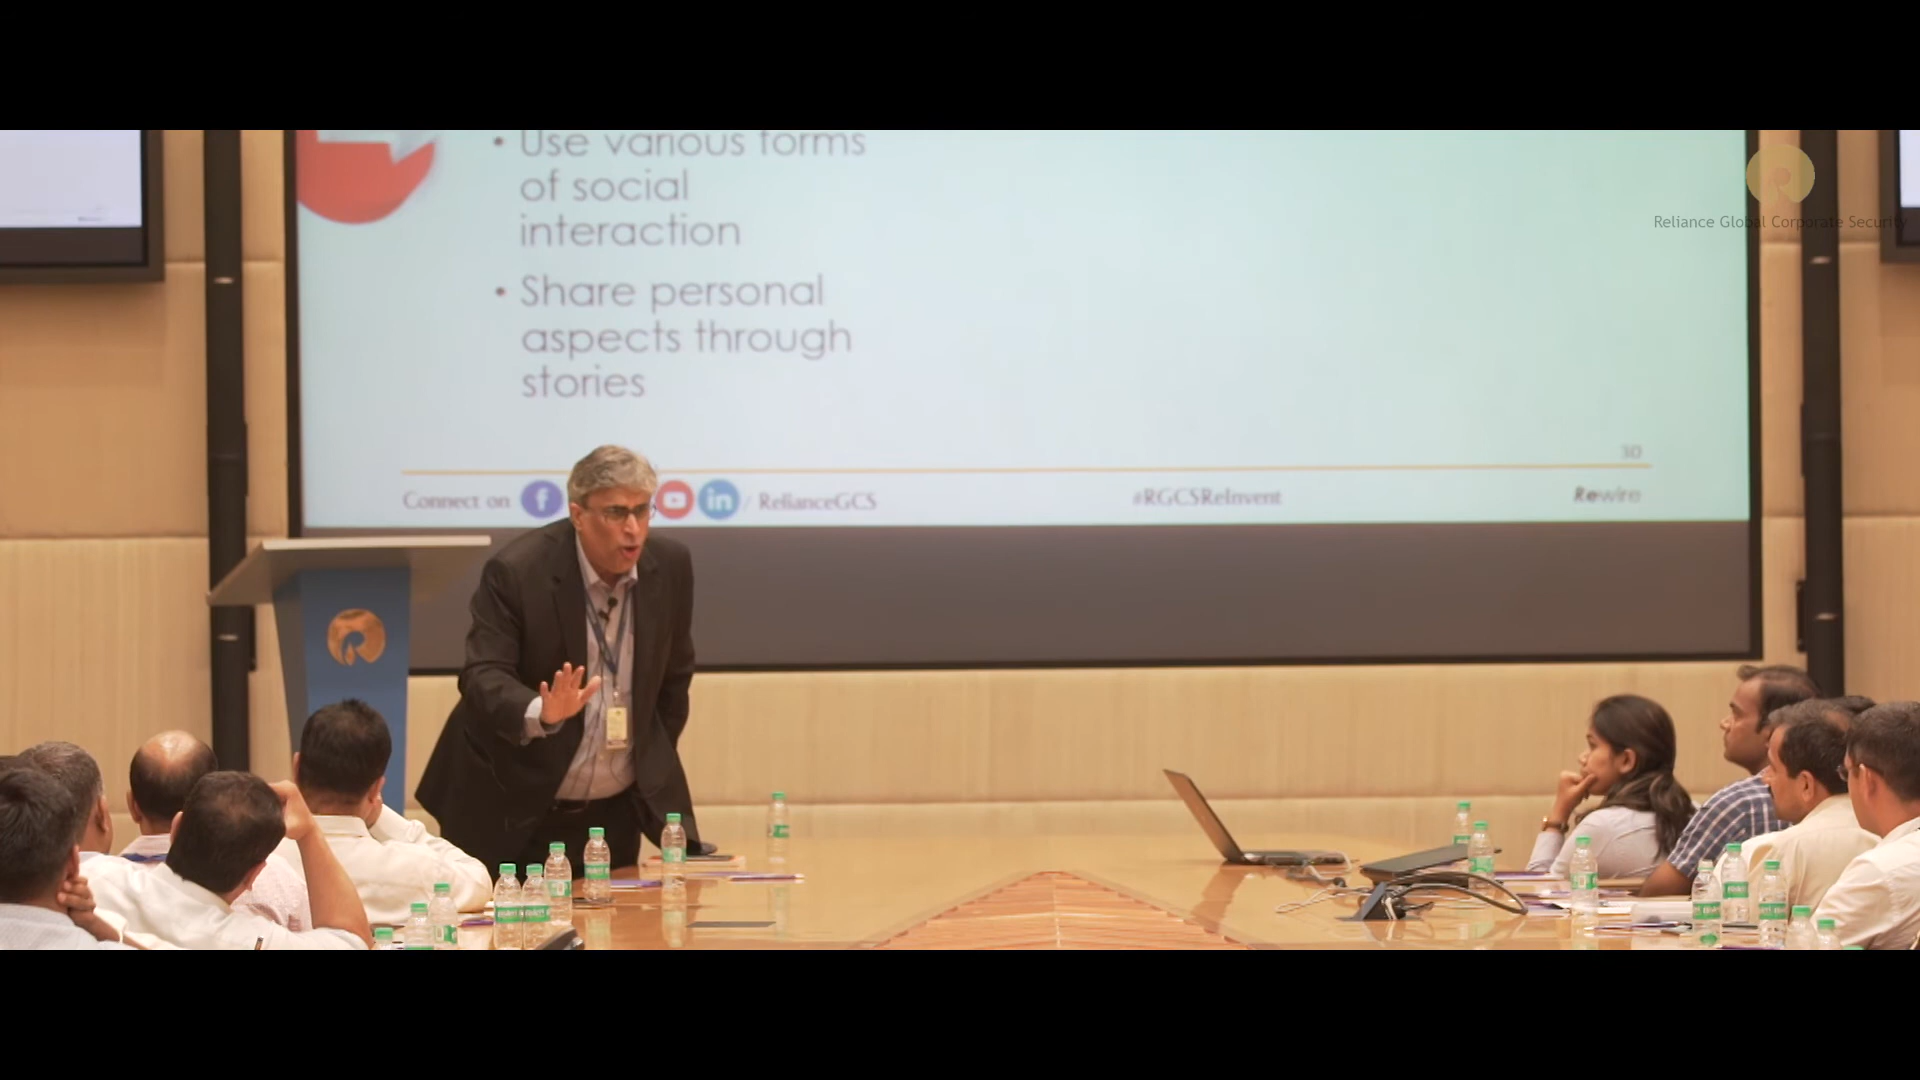 • Use various forms
of social
interaction
• Share personal
aspects through
stories
Reliance Global Corporate Security
30
Connect on f in / RelianceGCS
#RGCSReInvent
Rewire